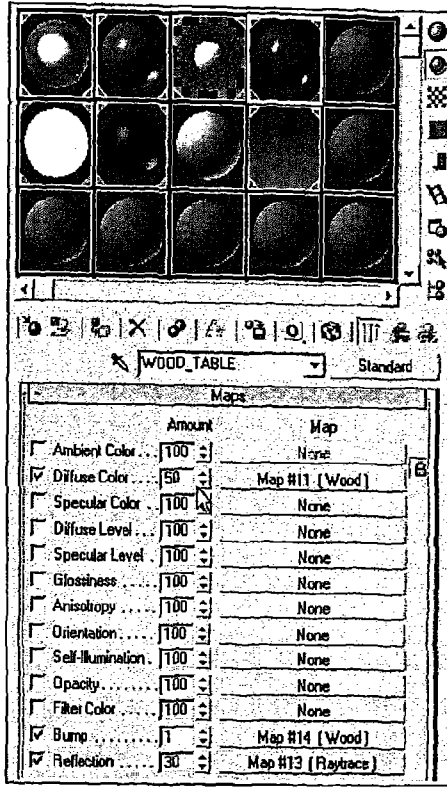 WOOD_TABLE
Standard
Maps
Amount Map
Ambient Color... 100 None
Diffuse Color... 50 Map #11 (Wood)
Specular Color. 100 None
Diffuse Level.. 100 None
Specular Level. 100 None
Glossiness...... 100 None
Anisotropy...... 100 None
Orientation..... 100 None
Self-Illumination. 100 None
Opacity........ 100 None
Filter Color..... 100 None
Bump........ 1 Map #14 (Wood)
Reflection...... 30 Map #13 (Raytrace)